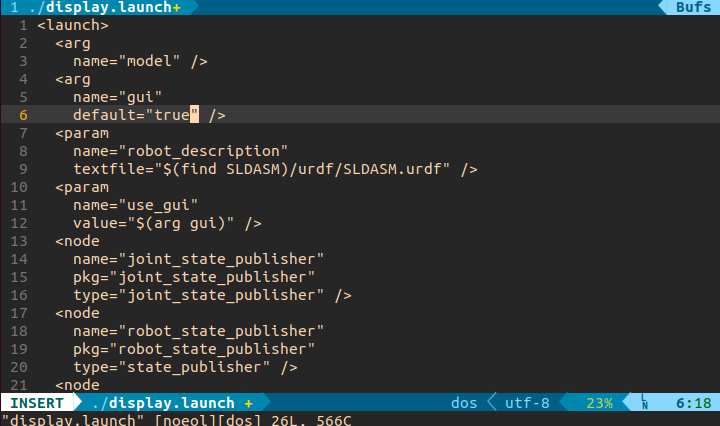 1 ./display.launch+ Bufs
1 <launch>
2 <arg
3 name="model" />
4 <arg
5 name="gui"
6 default="true" />
7 <param
8 name="robot_description"
9 textfile="$(find SLDASM)/urdf/SLDASM.urdf" />
10 <param
11 name="use_gui"
12 value="$(arg gui)" />
13 <node
14 name="joint_state_publisher"
15 pkg="joint_state_publisher"
16 type="joint_state_publisher" />
17 <node
18 name="robot_state_publisher"
19 pkg="robot_state_publisher"
20 type="state_publisher" />
21 <node
INSERT ./display.launch + dos utf-8 23% LN 6:18
"display.launch" [noeol][dos] 26L, 566C